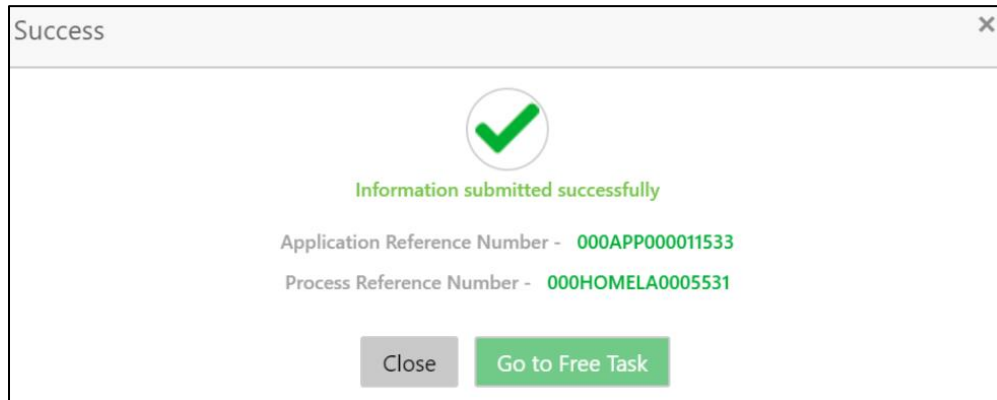 Success
Information submitted successfully
Application Reference Number - 000APP000011533
Process Reference Number - 000HOMELA0005531
Close Go to Free Task